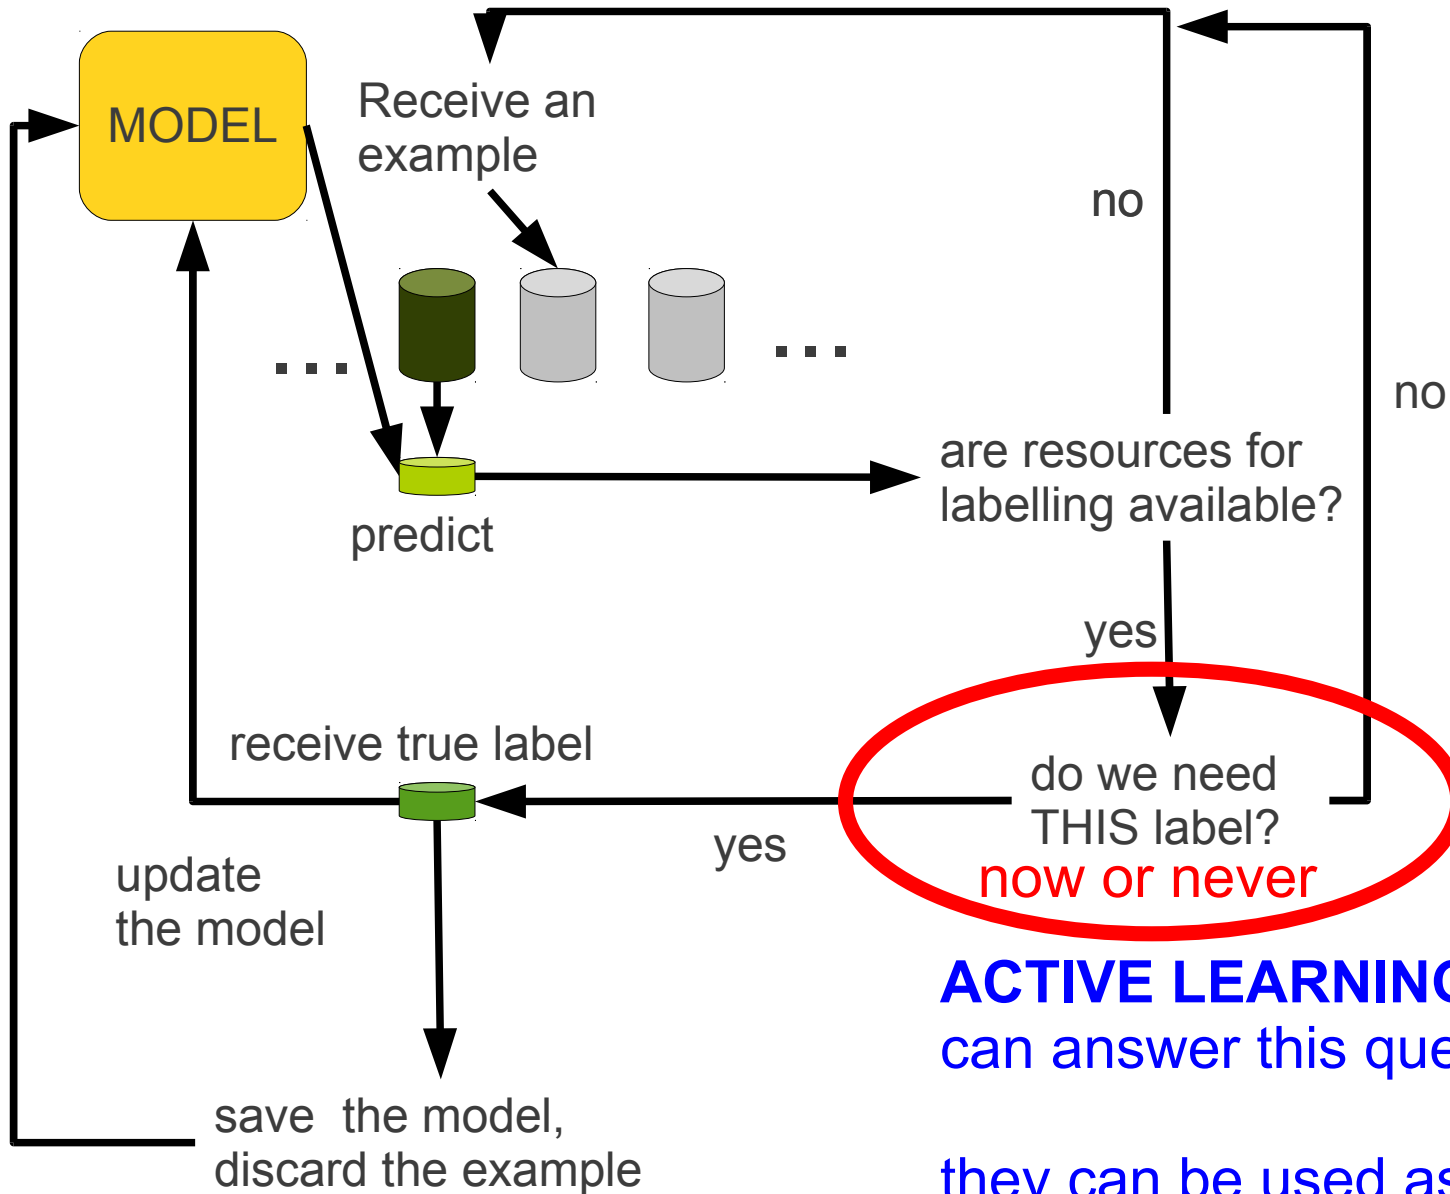 MODEL
Receive an
example
no
no
are resources for
labelling available?
predict
yes
receive true label
do we need
THIS label?
now or never
yes
update
the model
ACTIVE LEARNING
can answer this
save the model,
discard the example
they can be used as